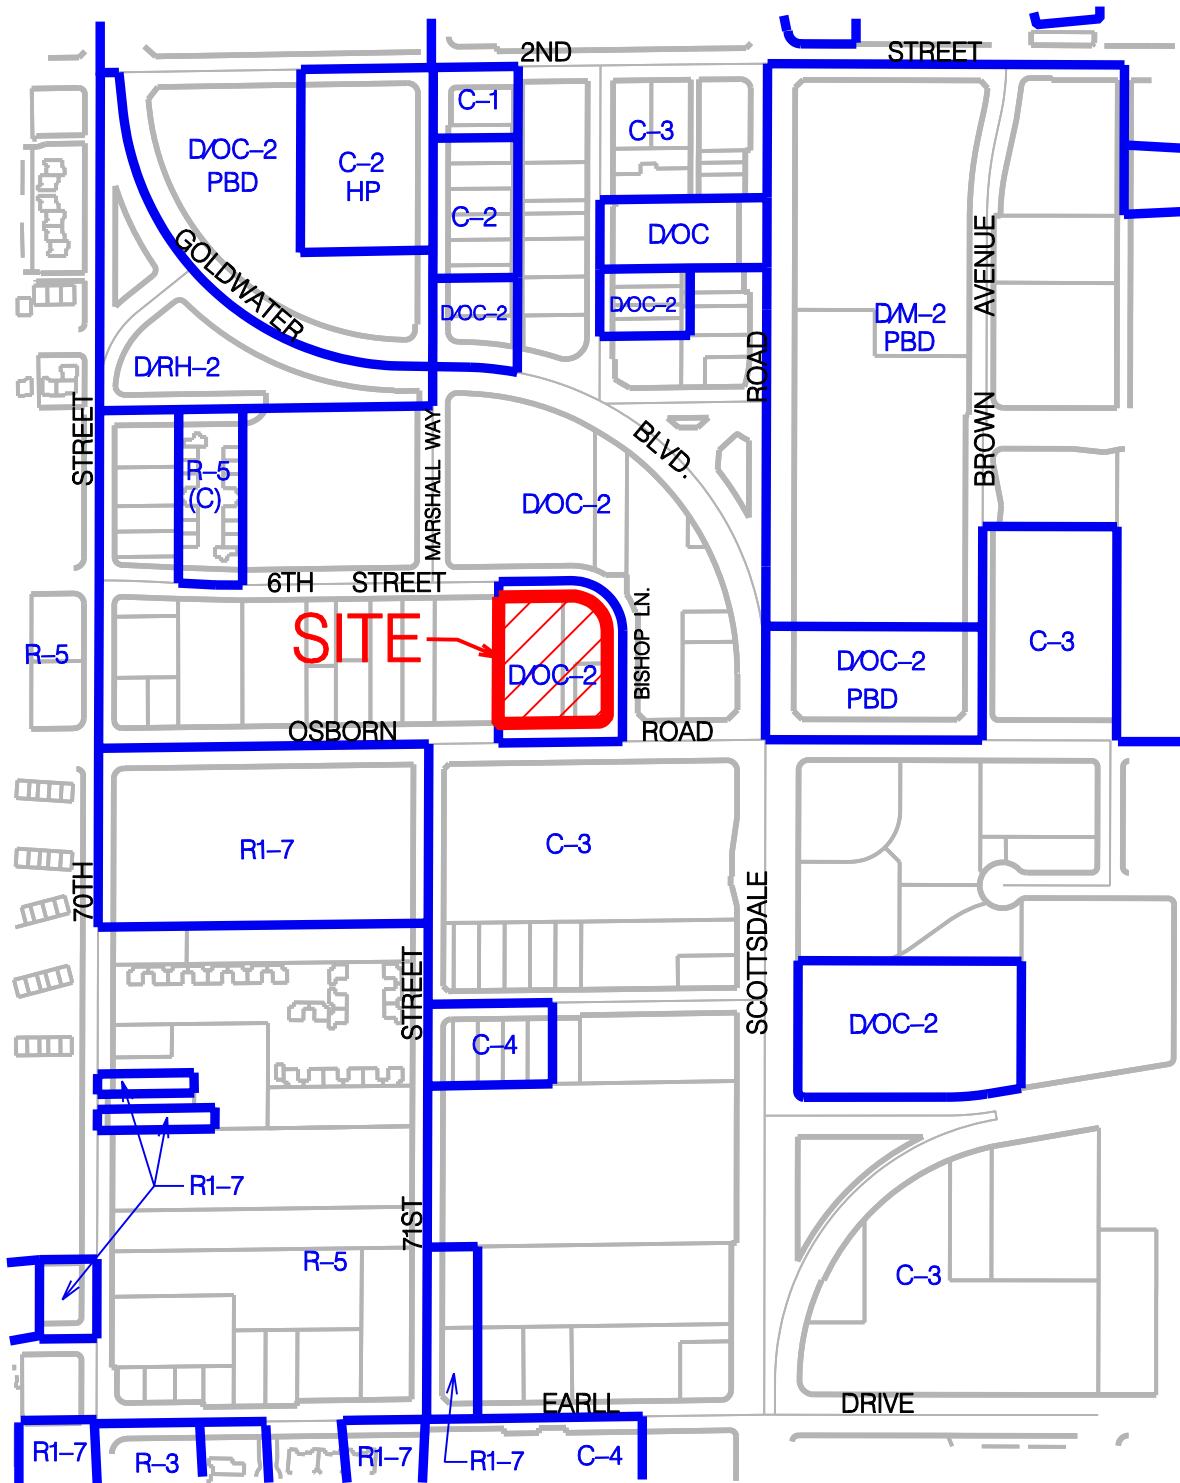 2ND
STREET
C–1
C–3
D/OC–2
PBD
C–2
HP
C–2
D/OC
GOLDWATER
D/OC–2
D/OC–2
AVENUE
D/M–2
PBD
ROAD
D/RH–2
STREET
MARSHALL WAY
BLVD.
BROWN
R–5
(C)
D/OC–2
6TH STREET
SITE
BISHOP LN.
R–5
D/OC–2
C–3
D/OC–2
PBD
OSBORN
ROAD
R1–7
C–3
70TH
SCOTTSDALE
STREET
D/OC–2
C–4
R1–7
71ST
R–5
C–3
EARLL
DRIVE
R1–7
R–3
R1–7
R1–7
C–4